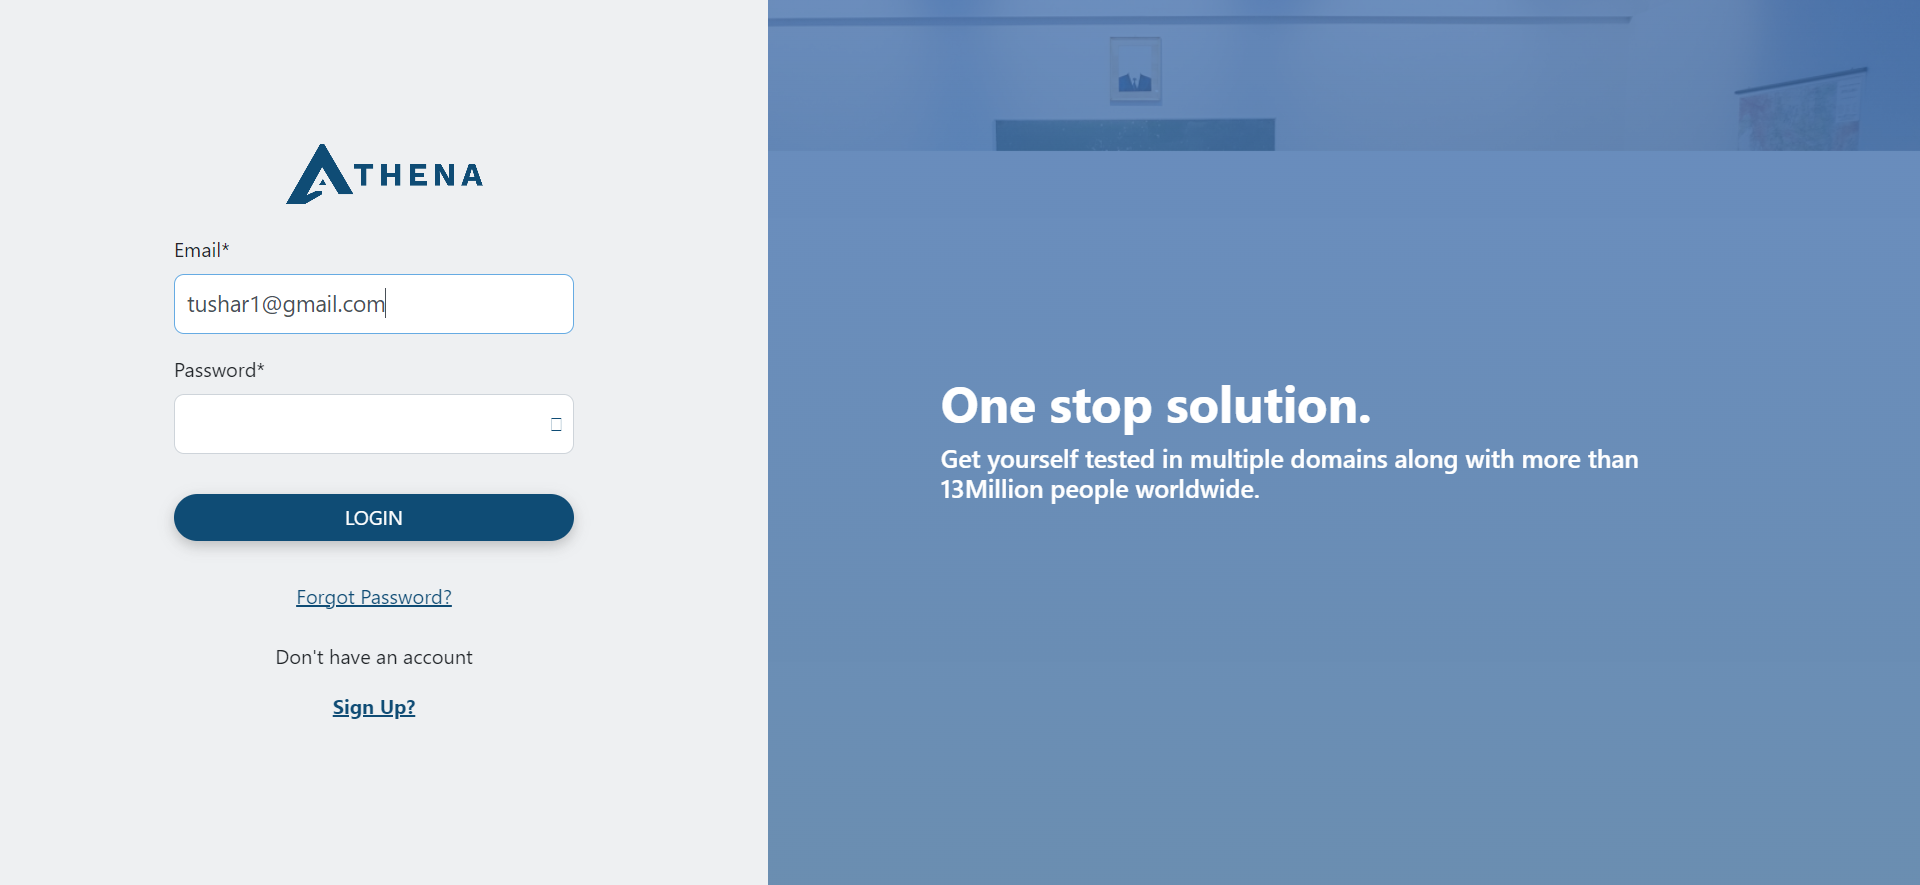 ATHENA
Email*
tushar1@gmail.com
Password*
LOGIN
Forgot Password?
Don't have an account
Sign Up?
One stop solution.
Get yourself tested in multiple domains along with more than
13Million people worldwide.